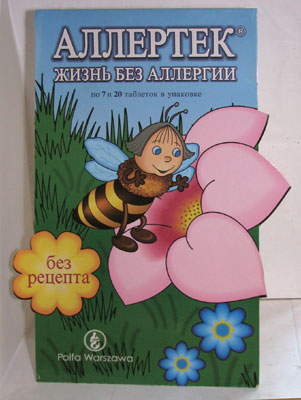 АЛЛЕРТЕК®
ЖИЗНЬ БЕЗ АЛЛЕРГИИ
по 7 и 20 таблеток в упаковке
без
рецепта
Polfa Warszawa